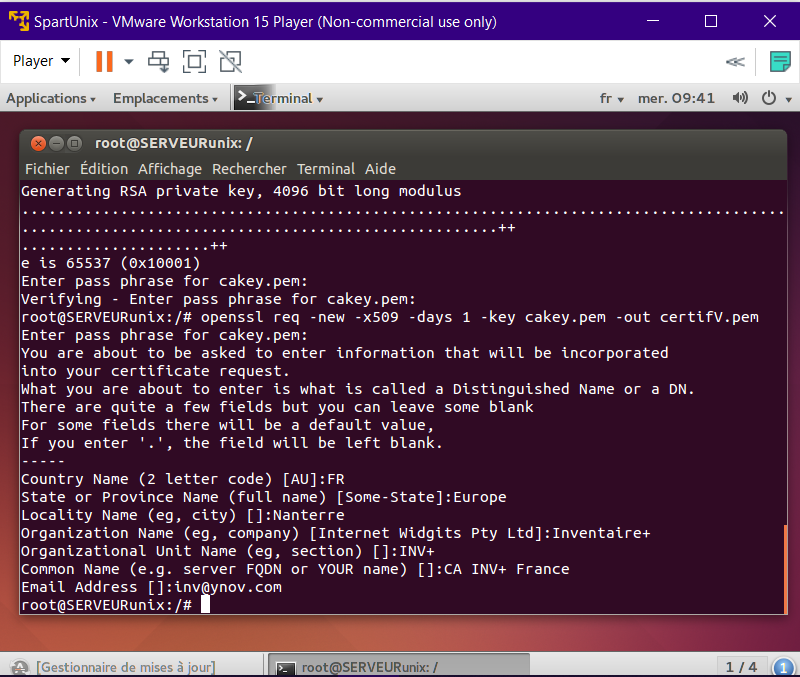 SpartUnix - VMware Workstation 15 Player (Non-commercial use only)
Player
Applications Emplacements Terminal fr mer. 09:41
root@SERVEURunix: /
Fichier Édition Affichage Rechercher Terminal Aide
Generating RSA private key, 4096 bit long modulus
.....................................................................................
.....................................................++
.....................++
e is 65537 (0x10001)
Enter pass phrase for cakey.pem:
Verifying - Enter pass phrase for cakey.pem:
root@SERVEURunix:/# openssl req -new -x509 -days 1 -key cakey.pem -out certifV.pem
Enter pass phrase for cakey.pem:
You are about to be asked to enter information that will be incorporated
into your certificate request.
What you are about to enter is what is called a Distinguished Name or a DN.
There are quite a few fields but you can leave some blank
For some fields there will be a default value,
If you enter '.', the field will be left blank.
-----
Country Name (2 letter code) [AU]:FR
State or Province Name (full name) [Some-State]:Europe
Locality Name (eg, city) []:Nanterre
Organization Name (eg, company) [Internet Widgits Pty Ltd]:Inventaire+
Organizational Unit Name (eg, section) []:INV+
Common Name (e.g. server FQDN or YOUR name) []:CA INV+ France
Email Address []:inv@ynov.com
root@SERVEURunix:/#
[Gestionnaire de mises à jour] root@SERVEURunix: / 1 / 4 1